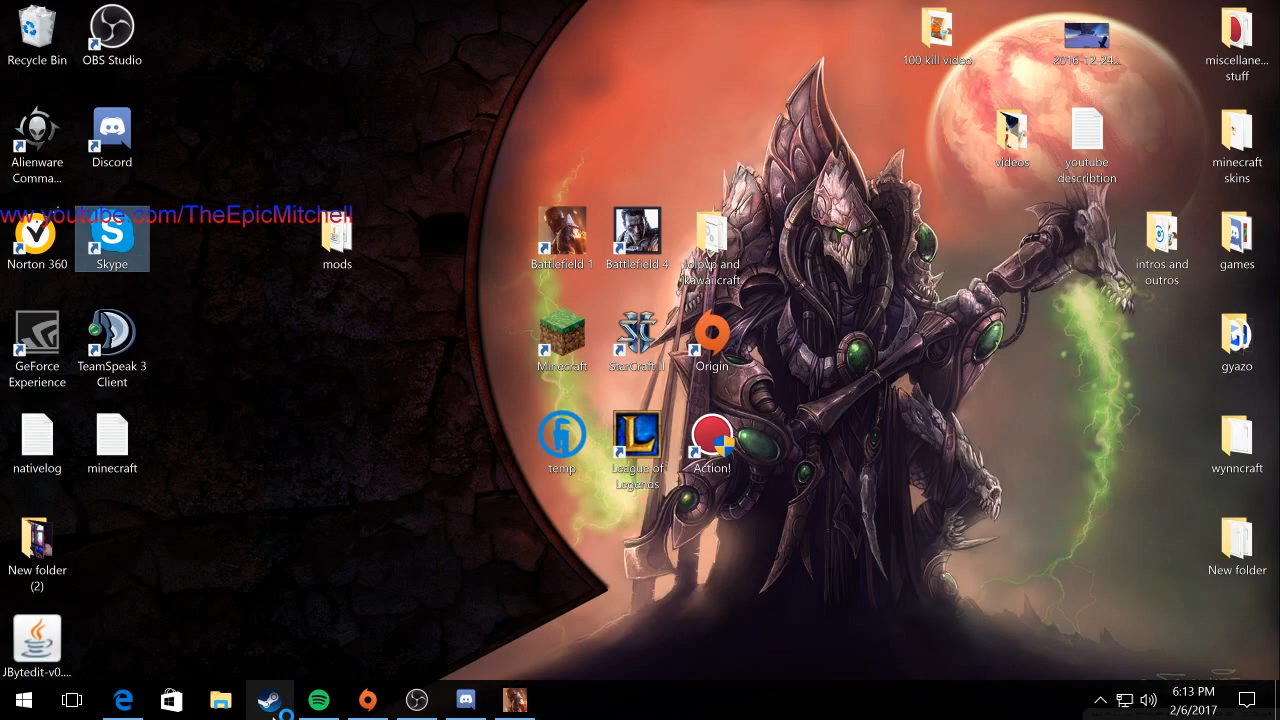 Recycle Bin
OBS Studio
100 kill video
2016-12-24...
miscellane...
stuff
Alienware
Comma...
Discord
videos
youtube
describtion
minecraft
skins
ww.youtube.com/TheEpicMitchell
Norton 360
Skype
mods
Battlefield 1
Battlefield 4
lolpvp and
kawaiicraft
intros and
outros
games
GeForce
Experience
TeamSpeak 3
Client
Minecraft
StarCraft II
Origin
gyazo
nativelog
minecraft
temp
League of
Legends
Action!
wynncraft
New folder
(2)
New folder
JBytedit-v0....
6:13 PM
2/6/2017